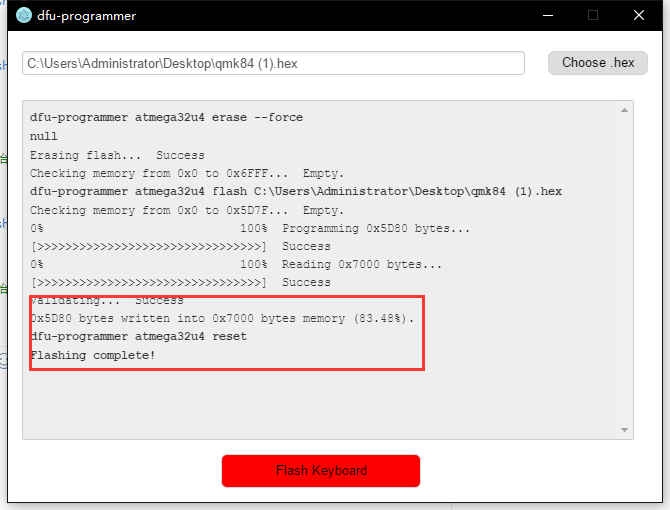 dfu-programmer
C:\Users\Administrator\Desktop\qmk84 (1).hex
Choose .hex
dfu-programmer atmega32u4 erase --force
null
Erasing flash...  Success
Checking memory from 0x0 to 0x6FFF...  Empty.
dfu-programmer atmega32u4 flash C:\Users\Administrator\Desktop\qmk84 (1).hex
Checking memory from 0x0 to 0x5D7F...  Empty.
0%                            100%  Programming 0x5D80 bytes...
[>>>>>>>>>>>>>>>>>>>>>>>>>>>>>>>>]  Success
0%                            100%  Reading 0x7000 bytes...
[>>>>>>>>>>>>>>>>>>>>>>>>>>>>>>>>]  Success
Validating...  Success
0x5D80 bytes written into 0x7000 bytes memory (83.48%).
dfu-programmer atmega32u4 reset
Flashing complete!
Flash Keyboard